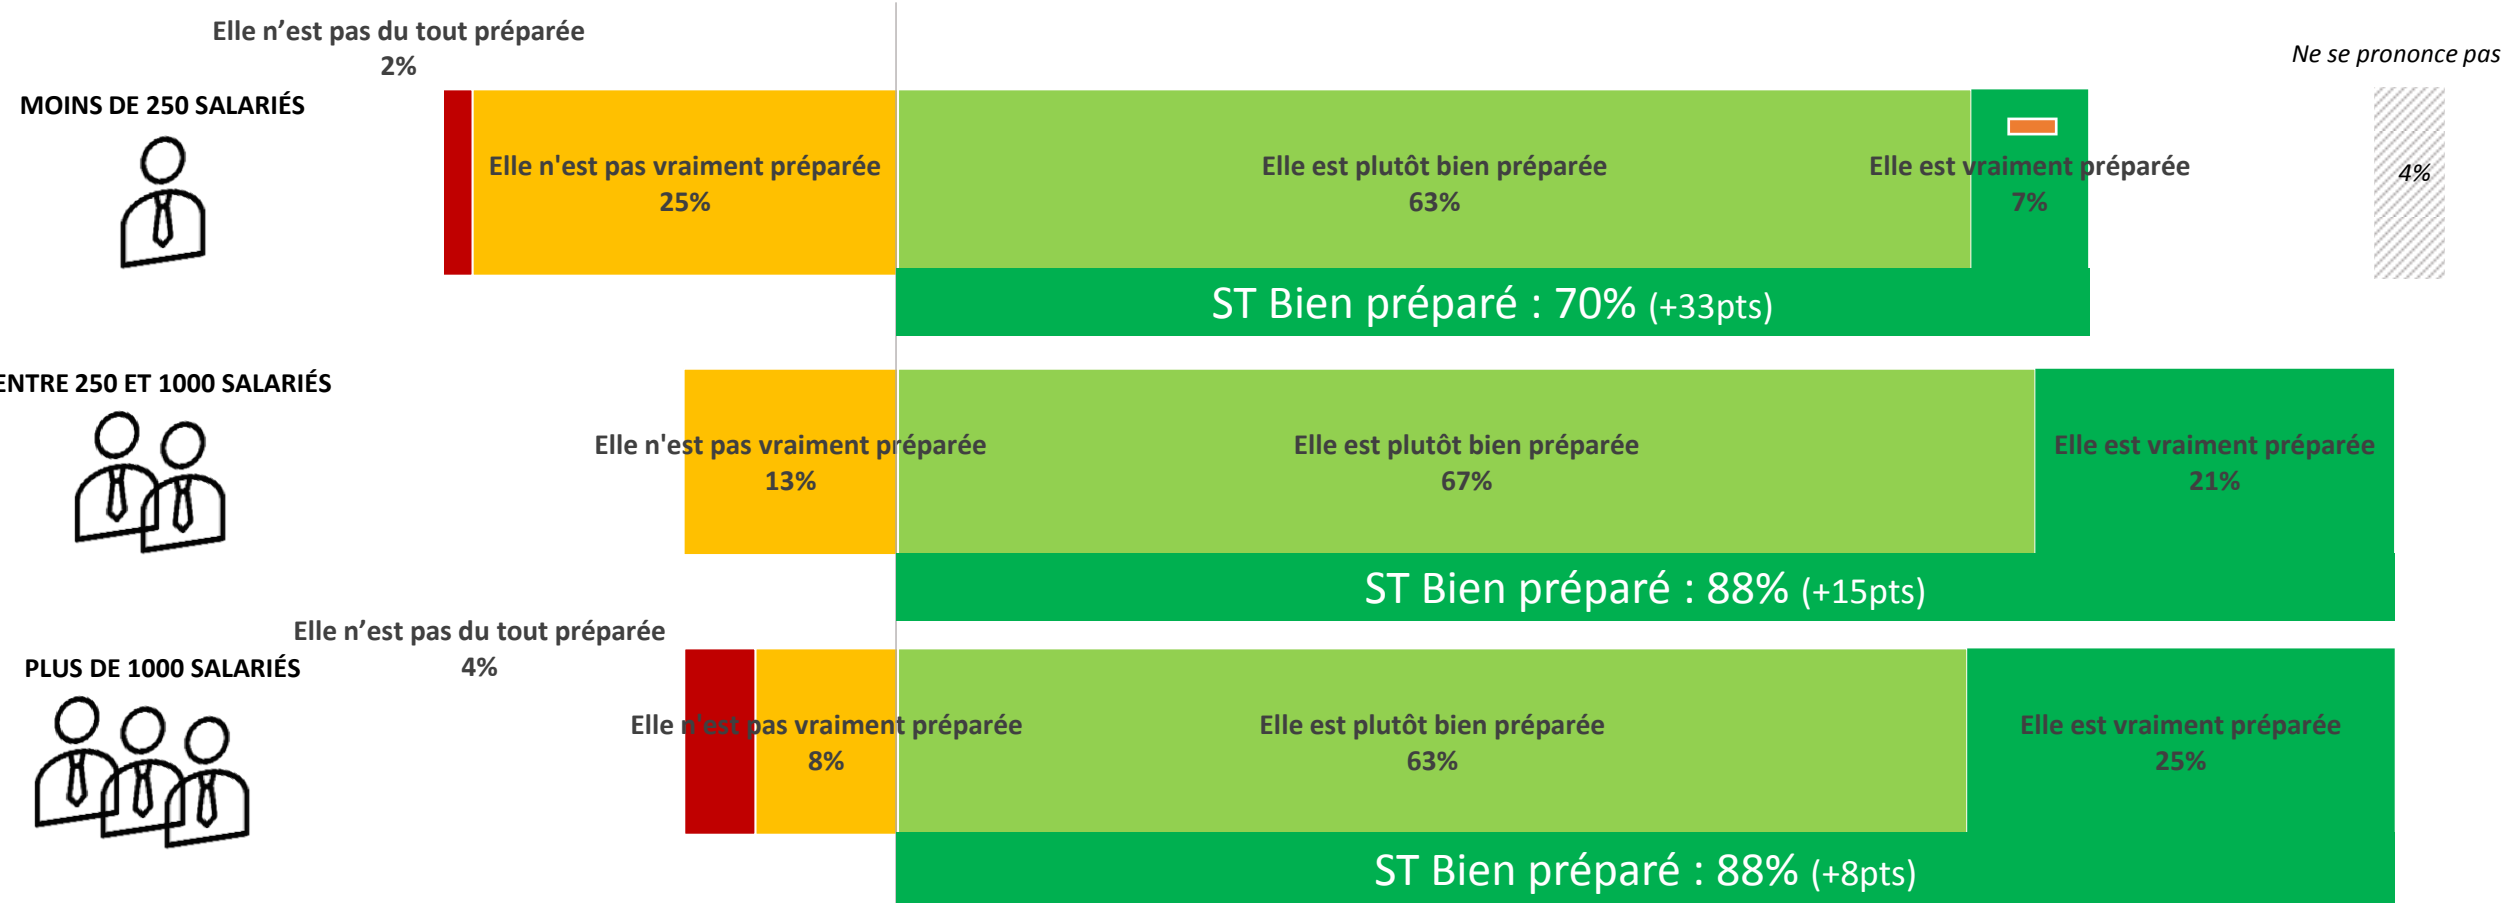 Elle n’est pas du tout préparée
2%
Ne se prononce pas
MOINS DE 250 SALARIÉS
Elle n'est pas vraiment préparée
25%
Elle est plutôt bien préparée
63%
Elle est vraiment préparée
7%
4%
ST Bien préparé : 70% (+33pts)
ENTRE 250 ET 1000 SALARIÉS
Elle n'est pas vraiment préparée
13%
Elle est plutôt bien préparée
67%
Elle est vraiment préparée
21%
ST Bien préparé : 88% (+15pts)
Elle n’est pas du tout préparée
4%
PLUS DE 1000 SALARIÉS
Elle n'est pas vraiment préparée
8%
Elle est plutôt bien préparée
63%
Elle est vraiment préparée
25%
ST Bien préparé : 88% (+8pts)